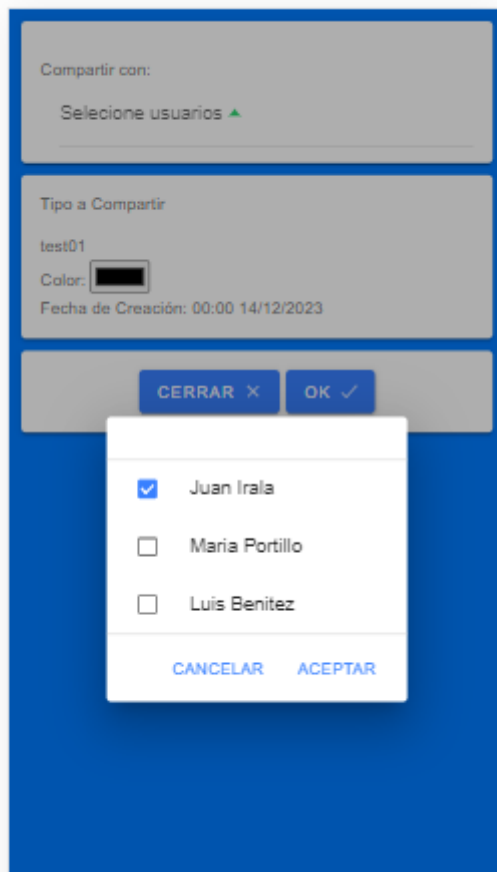 Compartir con:
Selecione usuarios
Tipo a Compartir
test01
Color:
Fecha de Creación: 00:00 14/12/2023
CERRAR OK
Juan Irala
Maria Portillo
Luis Benitez
CANCELAR ACEPTAR